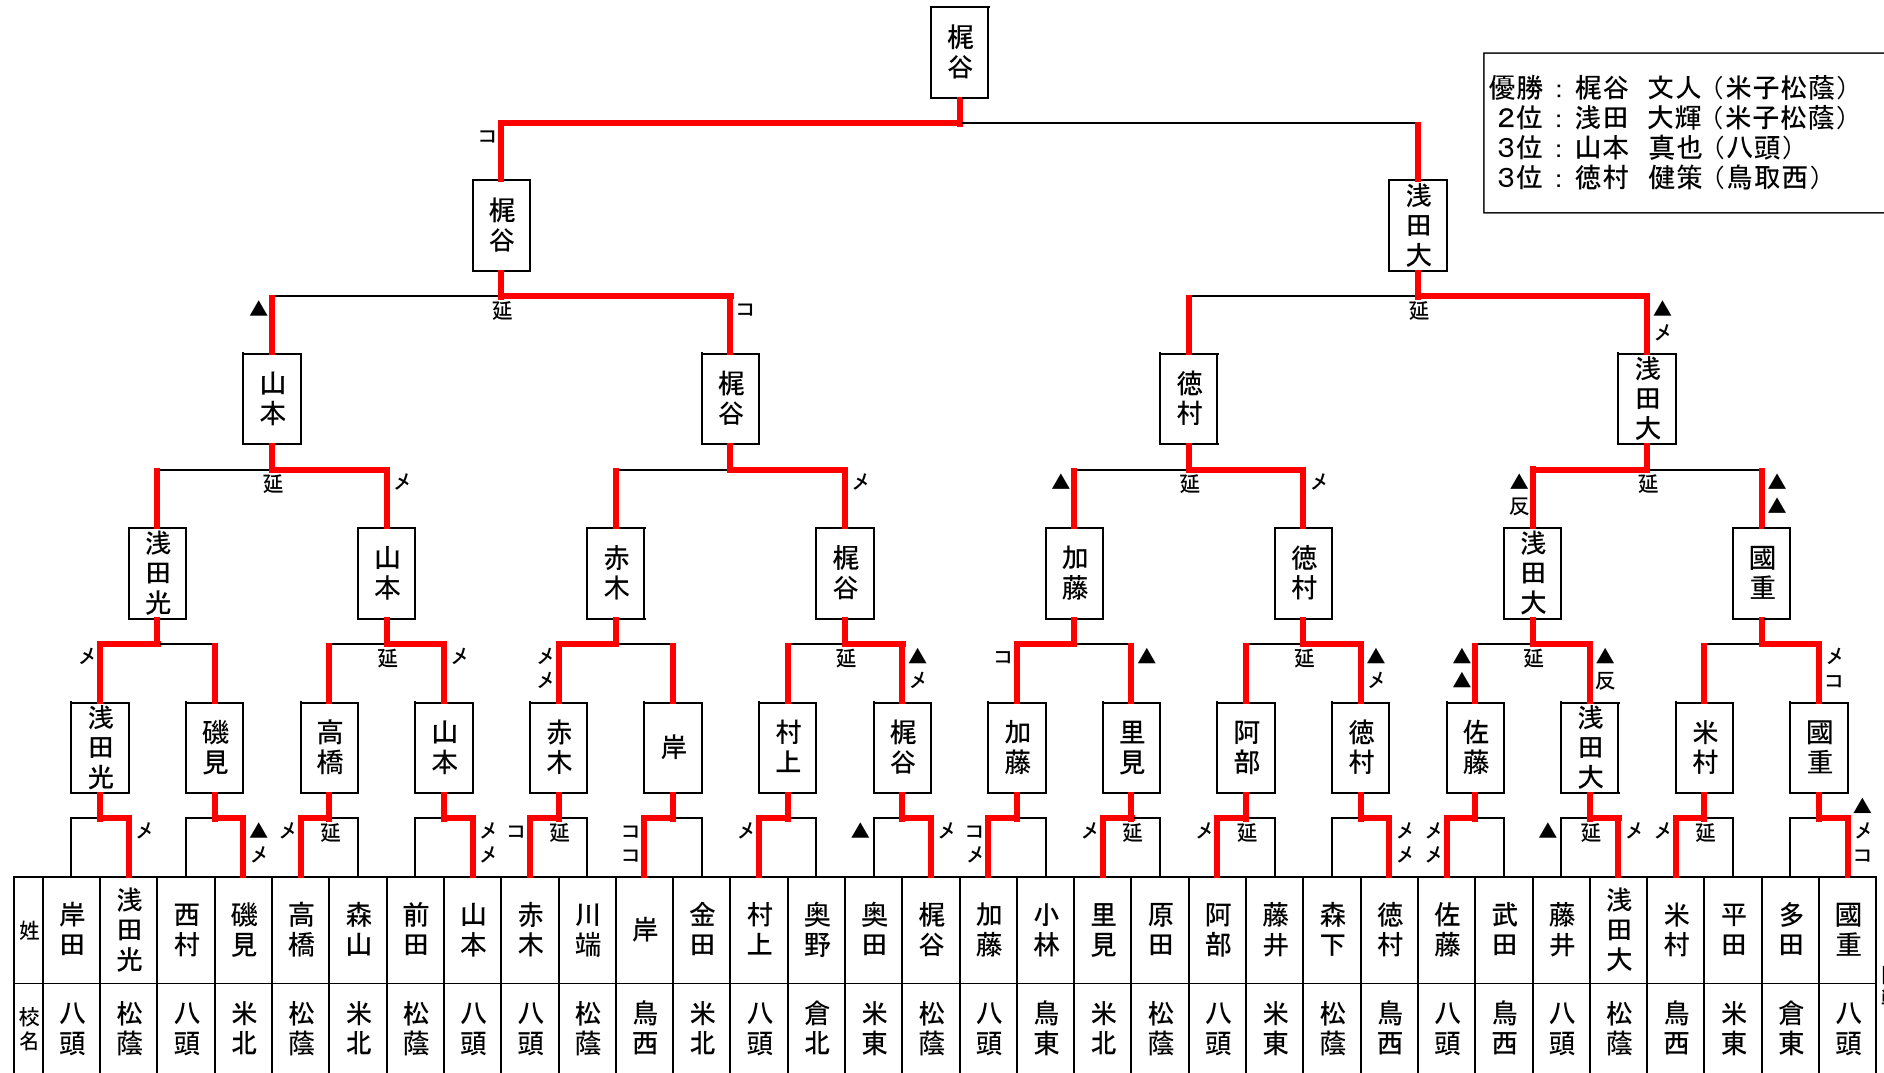 梶谷
優勝：梶谷　文人（米子松蔭）
2位：浅田　大輝（米子松蔭）
3位：山本　真也（八頭）
3位：徳村　健策（鳥取西）
コ
梶谷
浅田大
▲ 延 コ 延 ▲
メ
山本
梶谷
徳村
浅田大
延 メ メ ▲ 延 メ ▲ 延 ▲
反 ▲
浅田光
山本
赤木
梶谷
加藤
徳村
浅田大
國重
メ 延 メ メ 延 ▲ コ ▲ 延 ▲ ▲ 延 ▲ メ
メ メ メ ▲ 反 コ
浅田光
磯見
高橋
山本
赤木
岸
村上
梶谷
加藤
里見
阿部
徳村
佐藤
浅田大
米村
國重
▲
メ ▲ メ 延 メ コ 延 コ メ ▲ メ コ メ 延 メ 延 メ メ ▲ 延 メ メ 延 メ
メ メ コ メ メ メ コ
姓 岸田 浅田光 西村 磯見 高橋 森山 前田 山本 赤木 川端 岸 金田 村上 奥野 奥田 梶谷 加藤 小林 里見 原田 阿部 藤井 森下 徳村 佐藤 武田 藤井 浅田大 米村 平田 多田 國重
校名 八頭 松蔭 八頭 米北 松蔭 米北 松蔭 八頭 八頭 松蔭 鳥西 米北 八頭 倉北 米東 松蔭 八頭 鳥東 米北 松蔭 八頭 米東 松蔭 鳥西 八頭 鳥西 八頭 松蔭 鳥西 米東 倉東 八頭